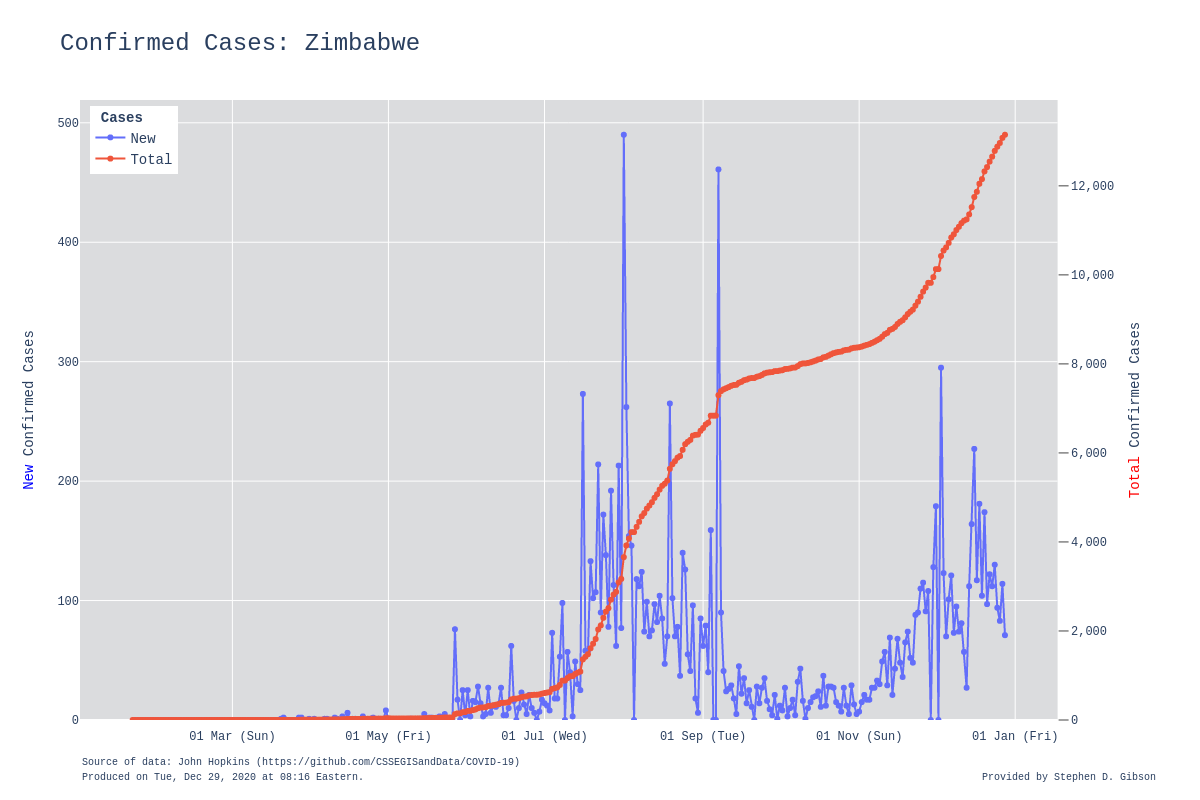 Confirmed Cases: Zimbabwe
Cases
New
Total
500
400
300
200
100
0
12,000
10,000
8,000
6,000
4,000
2,000
0
New Confirmed Cases
Total Confirmed Cases
01 Mar (Sun)
01 May (Fri)
01 Jul (Wed)
01 Sep (Tue)
01 Nov (Sun)
01 Jan (Fri)
Source of data: John Hopkins (https://github.com/CSSEGISandData/COVID-19)
Produced on Tue, Dec 29, 2020 at 08:16 Eastern.
Provided by Stephen D. Gibson